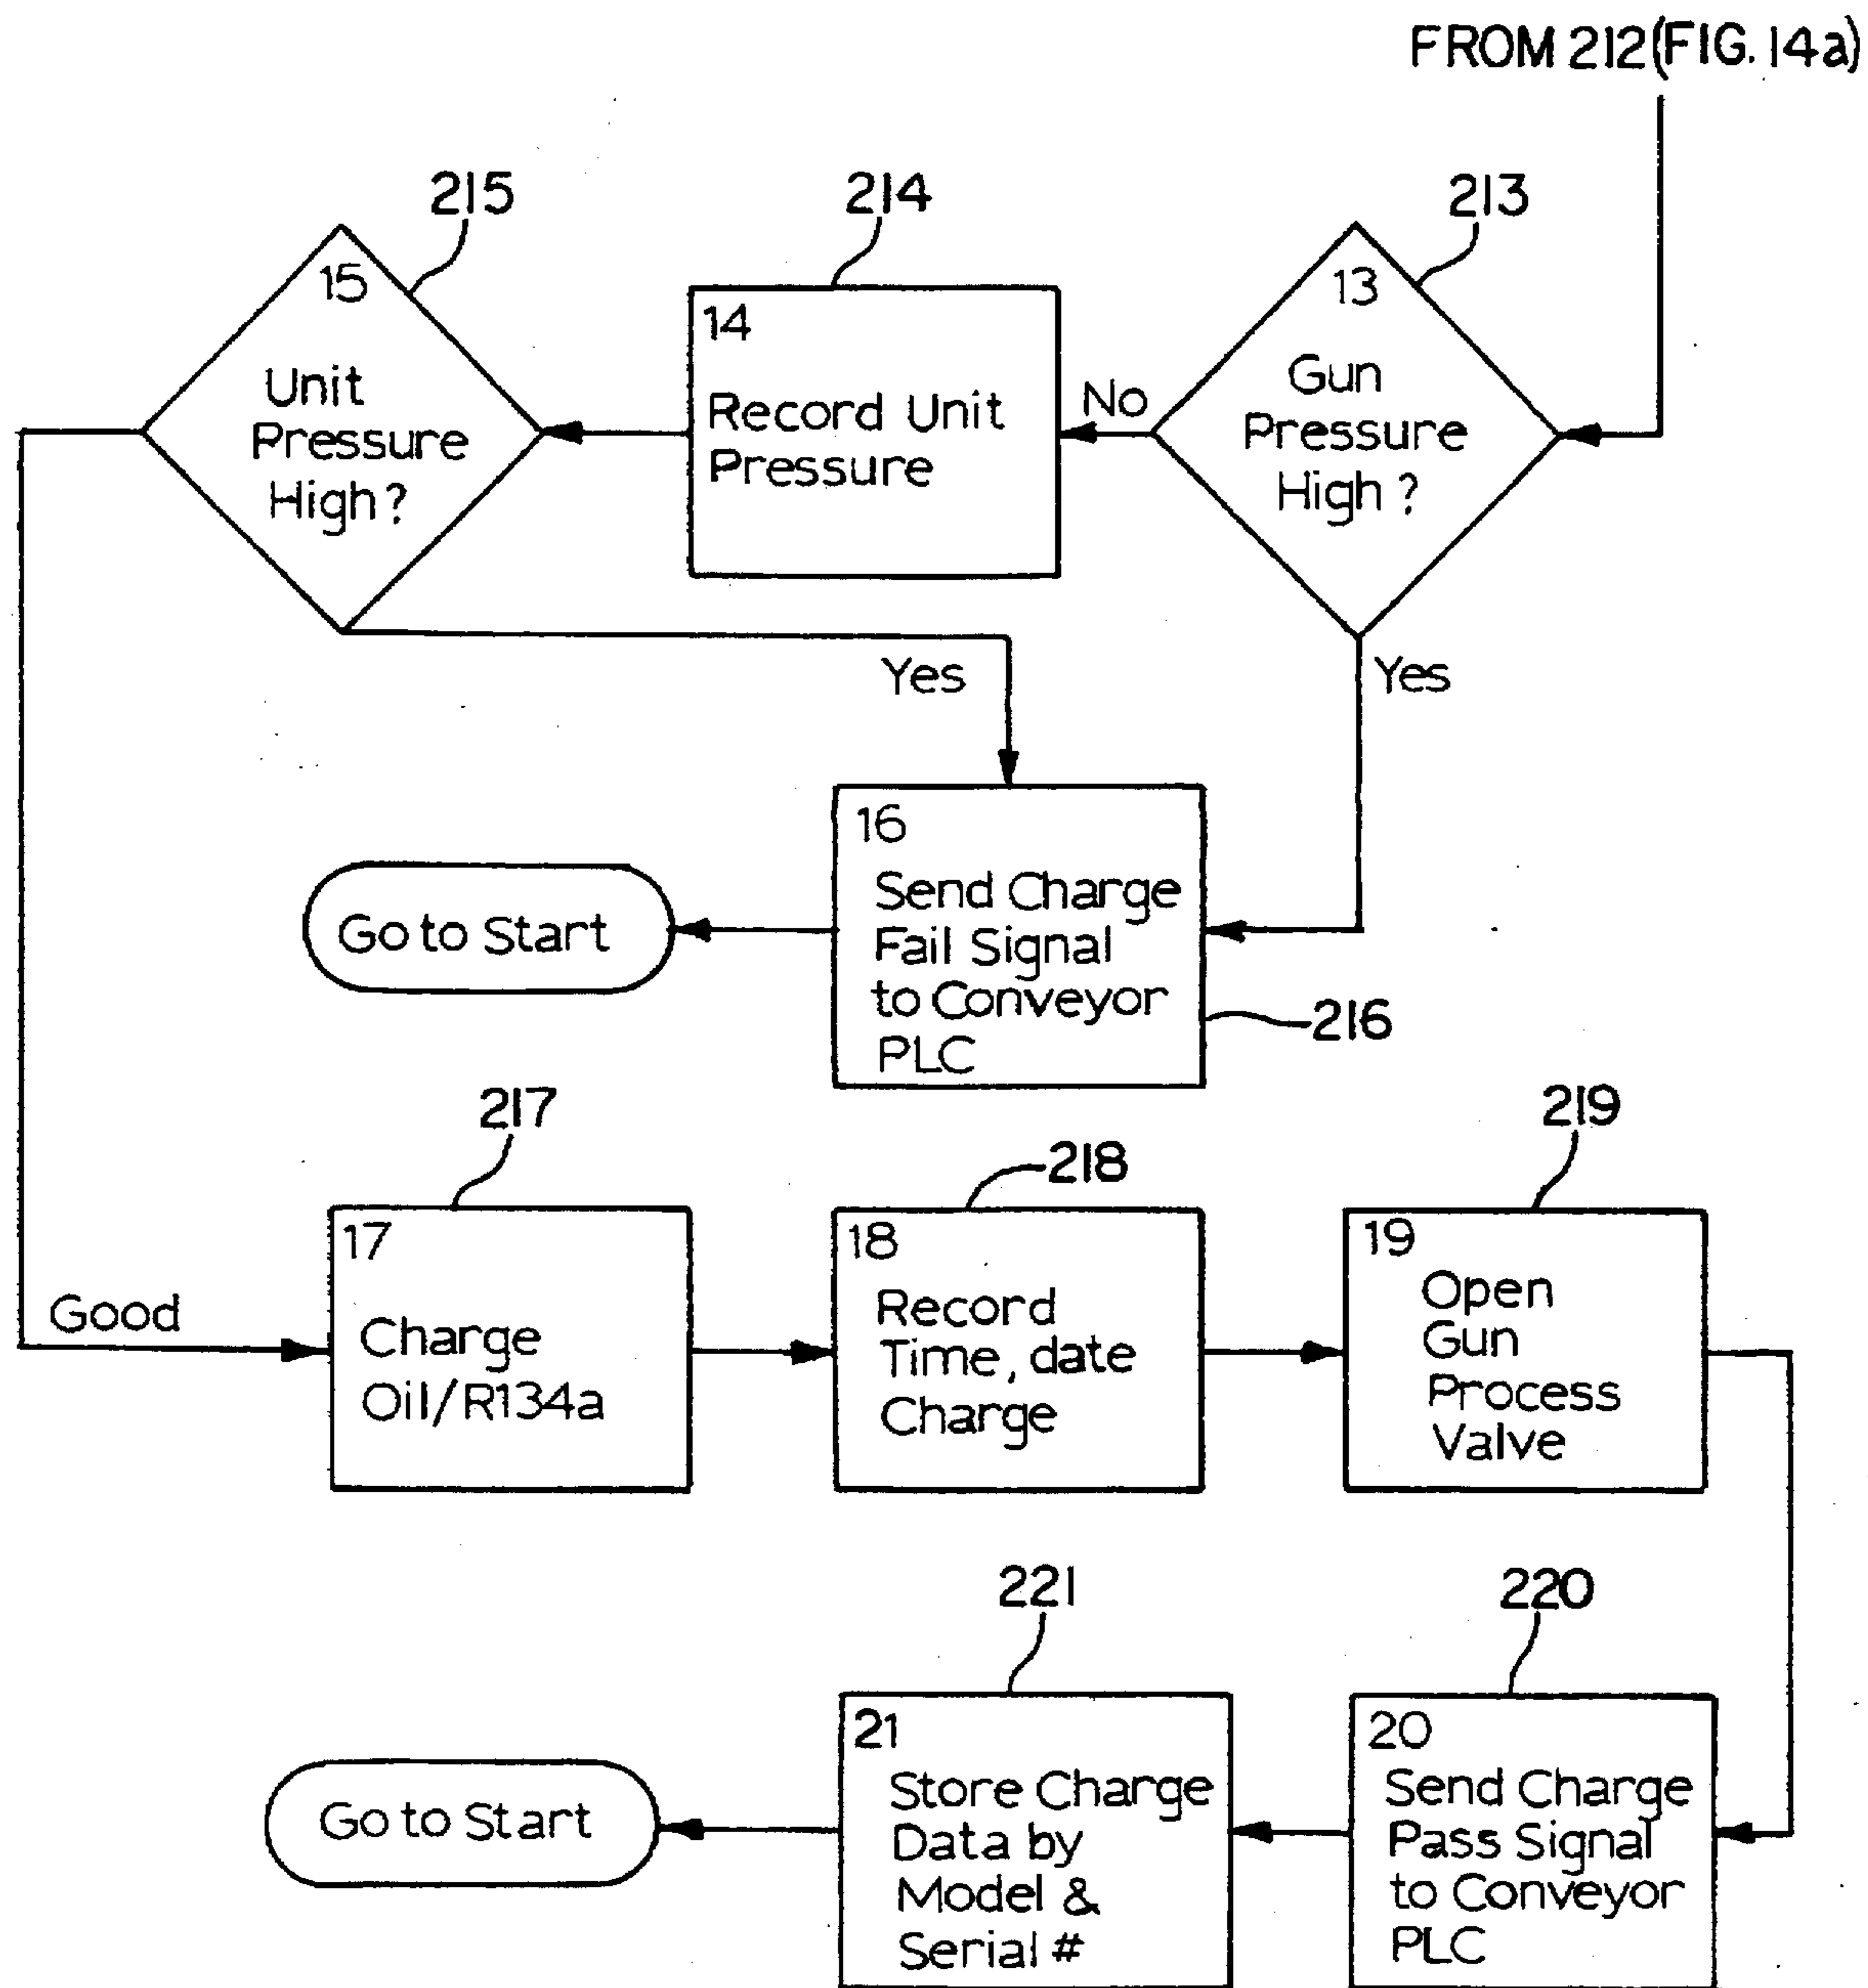 FROM 212(FIG. 14a)
215
214
213
15
Unit
Pressure
High?
14
Record Unit
Pressure
No
13
Gun
Pressure
High?
Yes
Yes
16
Send Charge
Fail Signal
to Conveyor
PLC
Go to Start
216
217
218
219
Good
17
Charge
Oil/R134a
18
Record
Time, date
Charge
19
Open
Gun
Process
Valve
221
220
Go to Start
21
Store Charge
Data by
Model &
Serial #
20
Send Charge
Pass Signal
to Conveyor
PLC